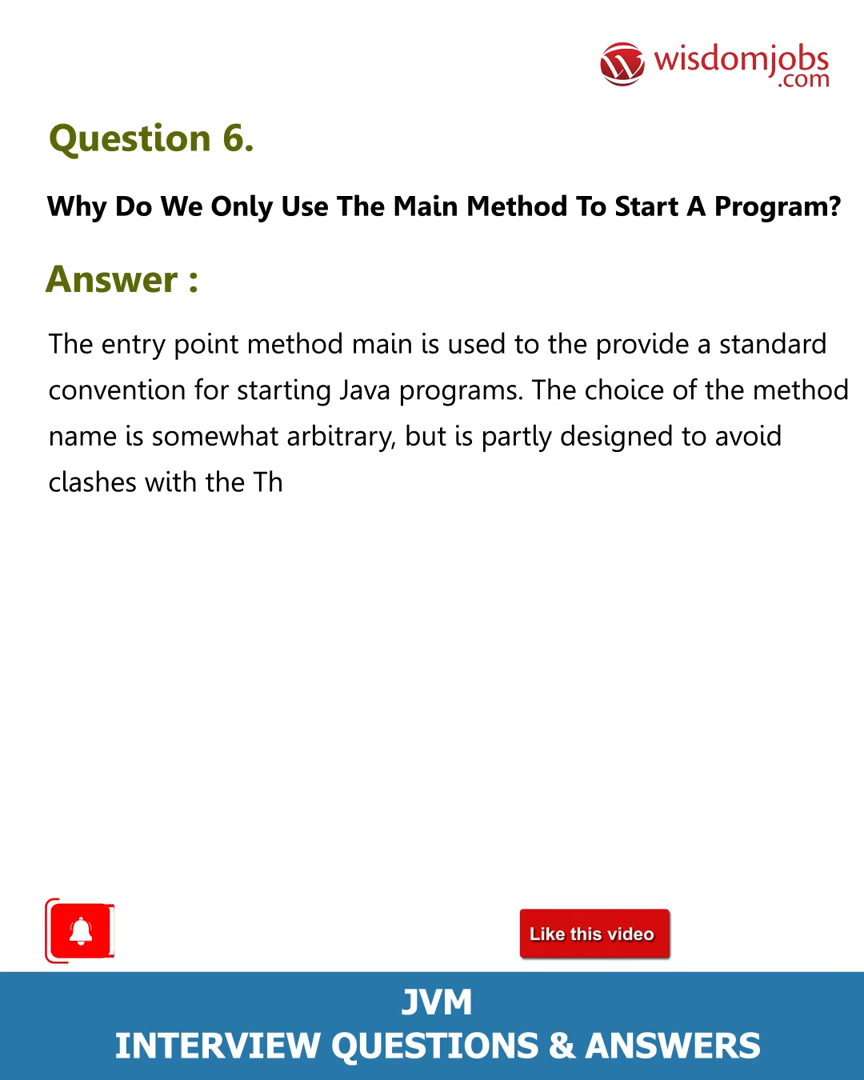 wisdomjobs
.com
Question 6.
Why Do We Only Use The Main Method To Start A Program?
Answer :
The entry point method main is used to the provide a standard
convention for starting Java programs. The choice of the method
name is somewhat arbitrary, but is partly designed to avoid
clashes with the Th
Like this video
JVM
INTERVIEW QUESTIONS & ANSWERS